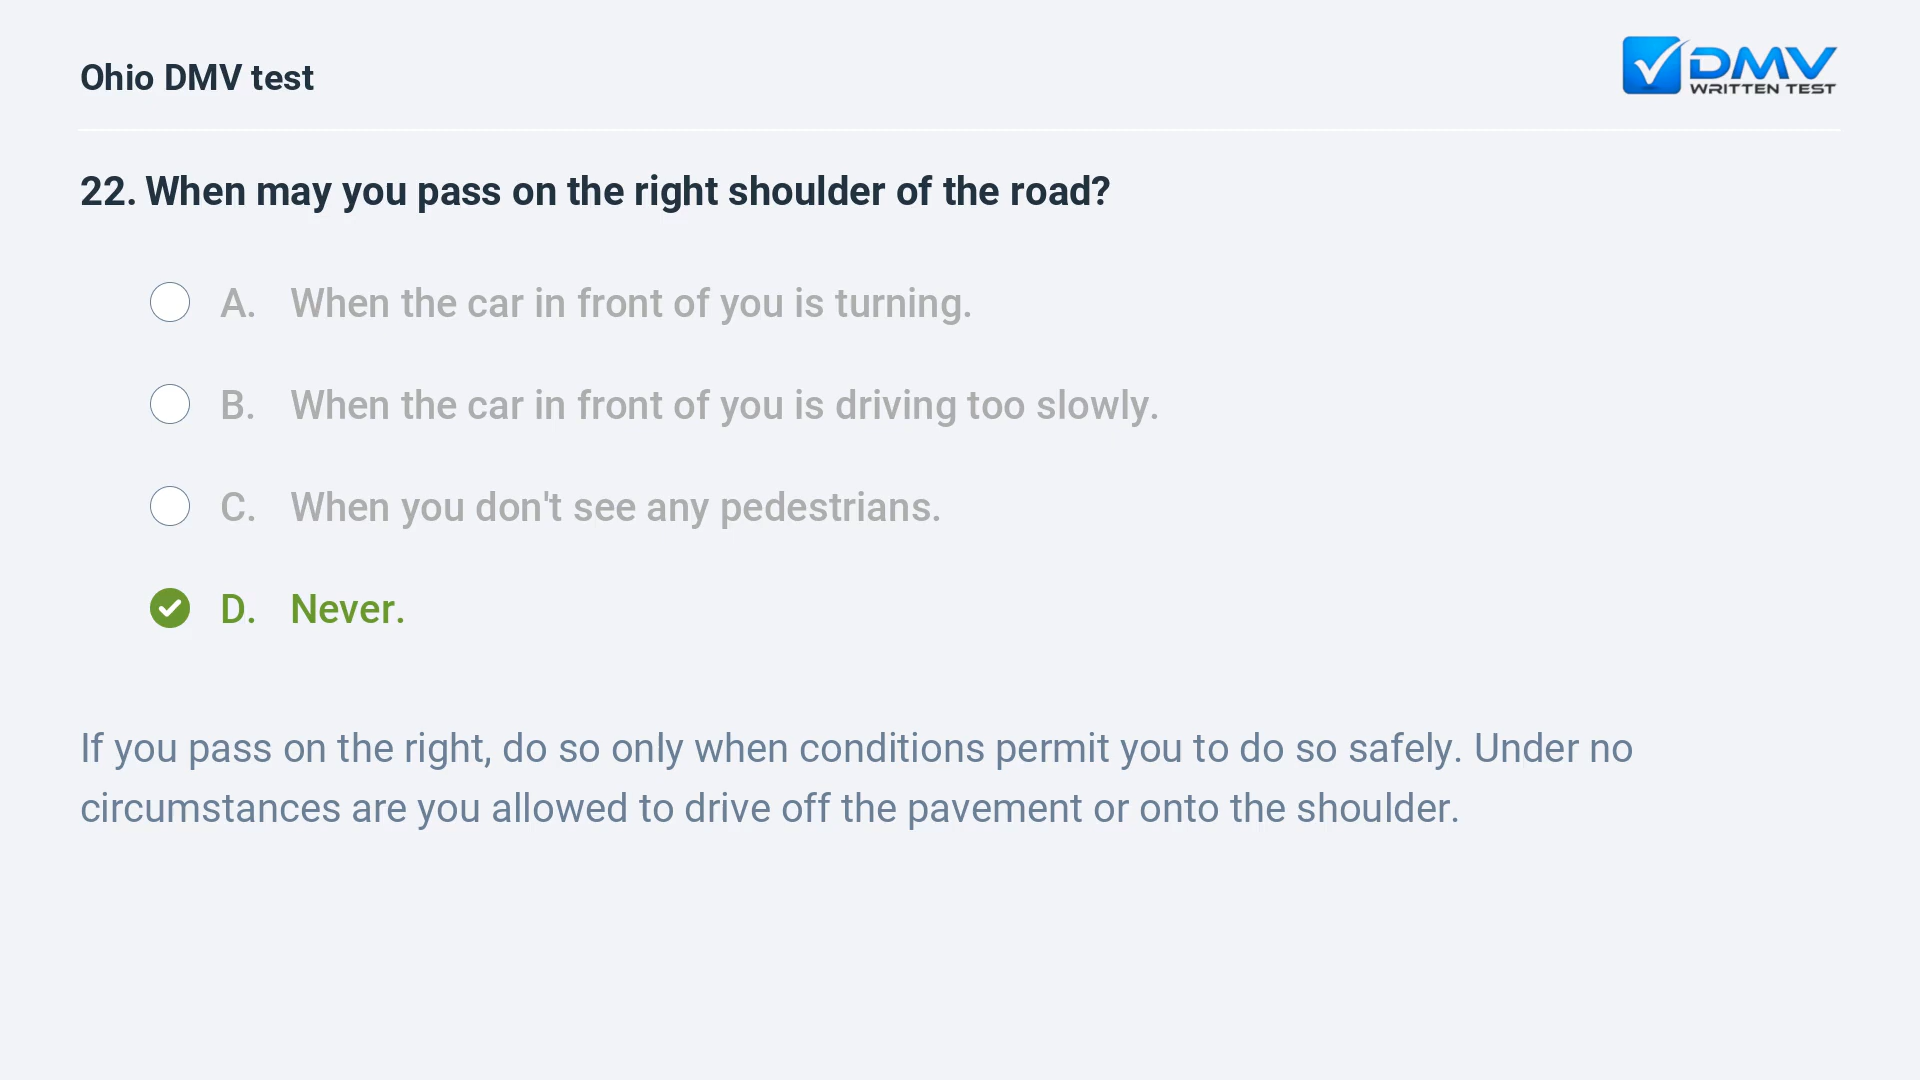 Ohio DMV test
DMV
WRITTEN TEST
22. When may you pass on the right shoulder of the road?
A. When the car in front of you is turning.
B. When the car in front of you is driving too slowly.
C. When you don't see any pedestrians.
D. Never.
If you pass on the right, do so only when conditions permit you to do so safely. Under no
circumstances are you allowed to drive off the pavement or onto the shoulder.